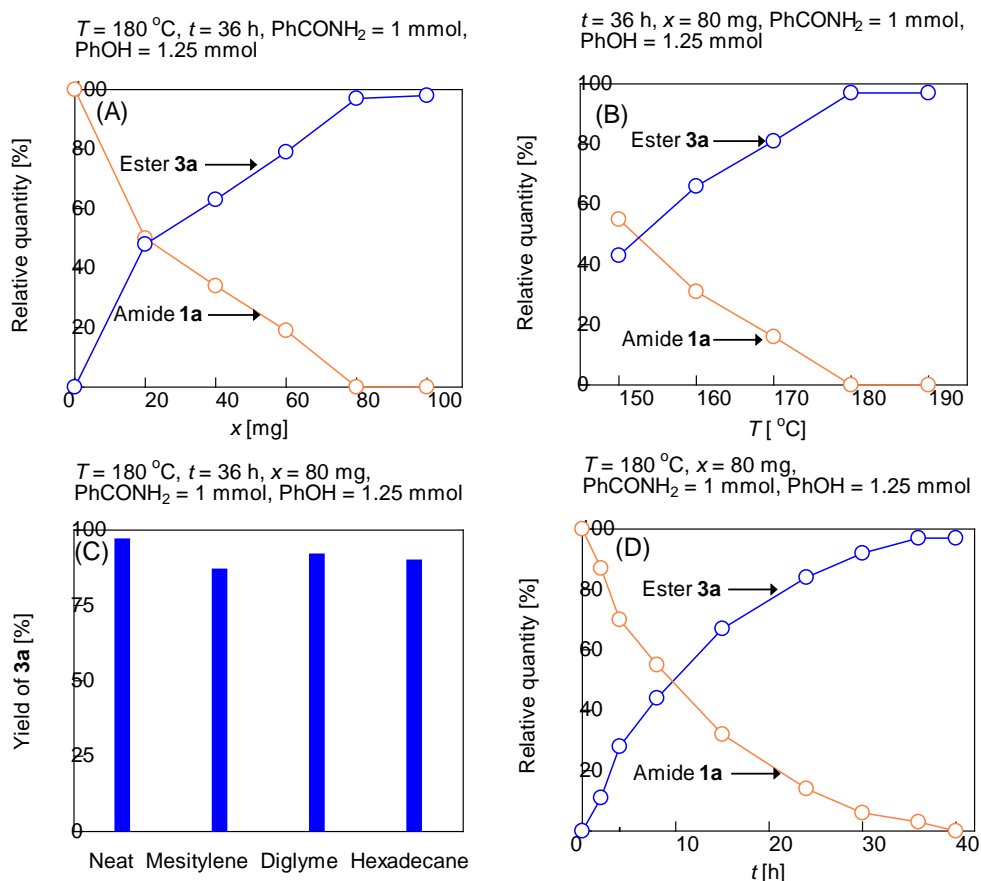 T = 180 °C, t = 36 h, PhCONH₂ = 1 mmol,
PhOH = 1.25 mmol
(A)
Relative quantity [%]
100
80
60
40
20
0
Ester 3a
Amide 1a
0 20 40 60 80 100
x [mg]
t = 36 h, x = 80 mg, PhCONH₂ = 1 mmol,
PhOH = 1.25 mmol
(B)
Relative quantity [%]
100
80
60
40
20
0
Ester 3a
Amide 1a
150 160 170 180 190
T [ °C]
T = 180 °C, t = 36 h, x = 80 mg,
PhCONH₂ = 1 mmol, PhOH = 1.25 mmol
(C)
Yield of 3a [%]
100
75
50
25
0
Neat Mesitylene Diglyme Hexadecane
T = 180 °C, x = 80 mg,
PhCONH₂ = 1 mmol, PhOH = 1.25 mmol
(D)
Relative quantity [%]
100
80
60
40
20
0
Ester 3a
Amide 1a
0 10 20 30 40
t [h]